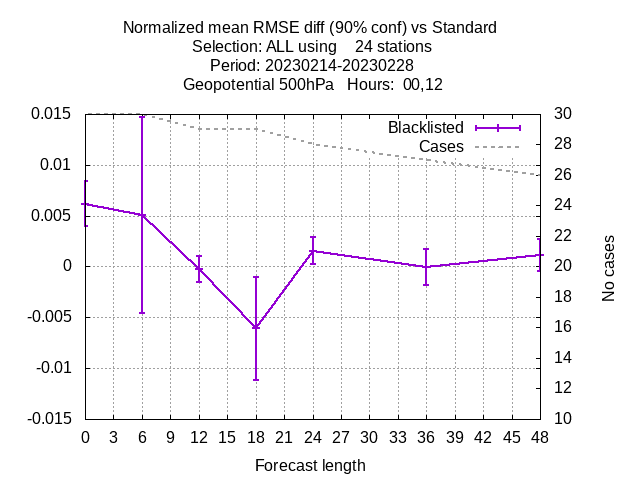 Normalized mean RMSE diff (90% conf) vs Standard
Selection: ALL using    24 stations
Period: 20230214-20230228
Geopotential 500hPa   Hours:  00,12
Blacklisted
Cases
0.015
0.01
0.005
0
-0.005
-0.01
-0.015
30
28
26
24
22
20
18
16
14
12
10
No cases
0 3 6 9 12 15 18 21 24 27 30 33 36 39 42 45 48
Forecast length